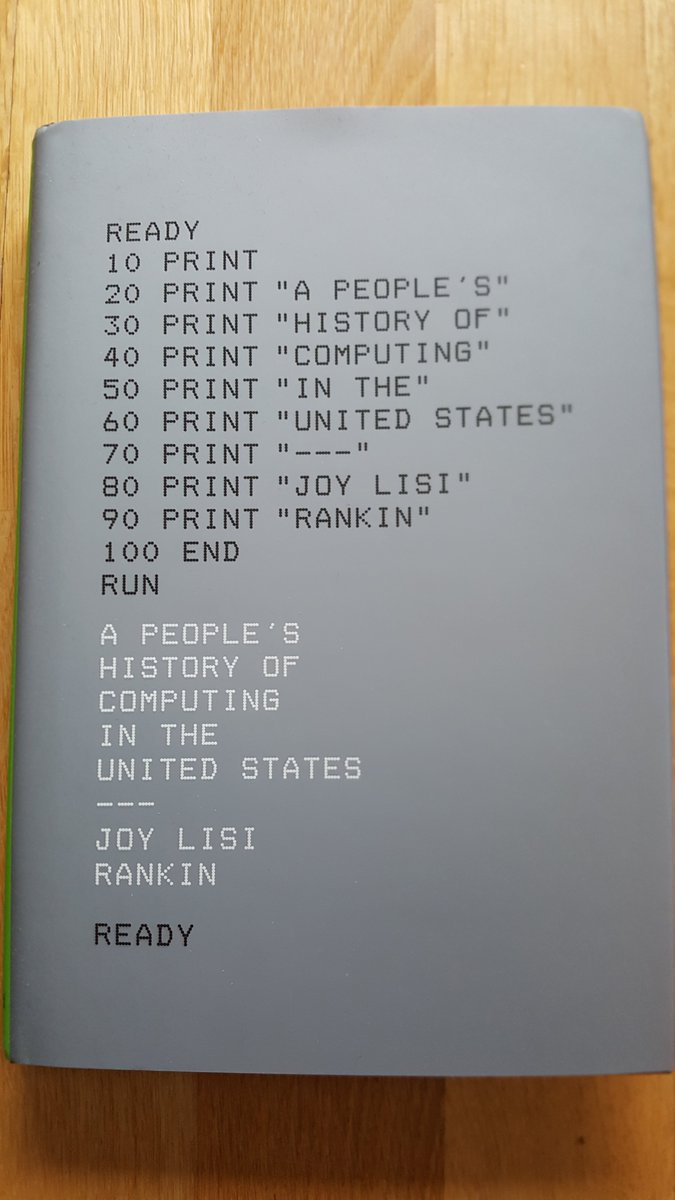 READY
10 PRINT
20 PRINT "A PEOPLE'S"
30 PRINT "HISTORY OF"
40 PRINT "COMPUTING"
50 PRINT "IN THE"
60 PRINT "UNITED STATES"
70 PRINT "---"
80 PRINT "JOY LISI"
90 PRINT "RANKIN"
100 END
RUN
A PEOPLE'S
HISTORY OF
COMPUTING
IN THE
UNITED STATES
---
JOY LISI
RANKIN
READY